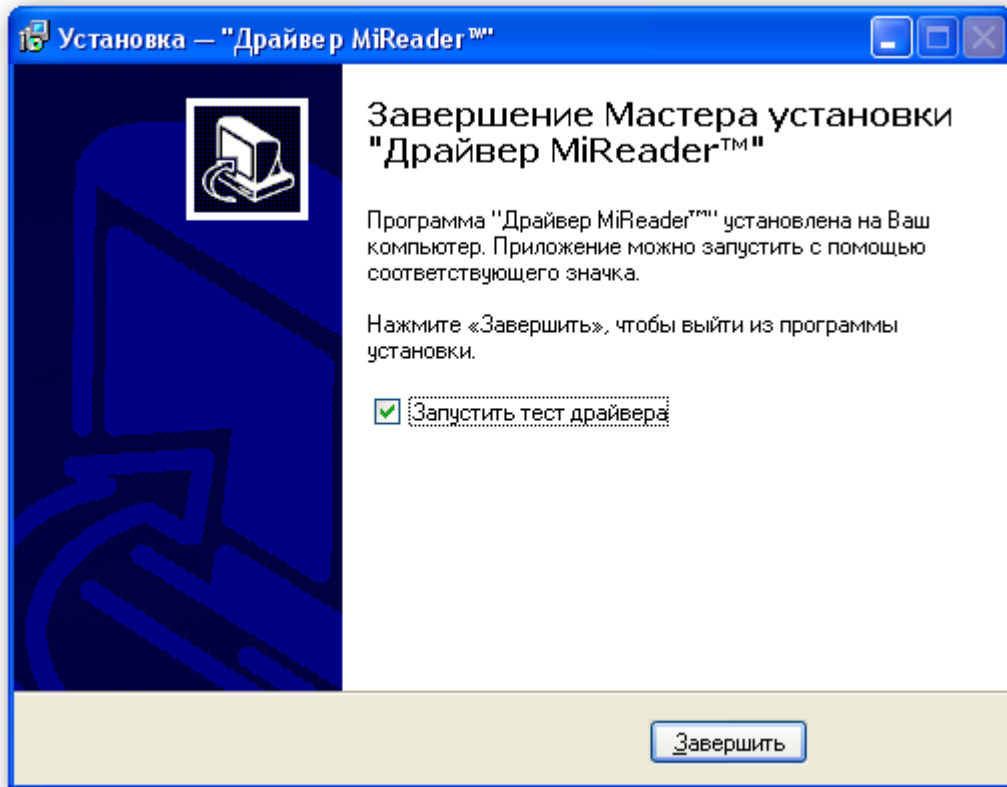 Установка — "Драйвер MiReader™"
Завершение Мастера установки
"Драйвер MiReader™"
Программа "Драйвер MiReader™" установлена на Ваш
компьютер. Приложение можно запустить с помощью
соответствующего значка.
Нажмите «Завершить», чтобы выйти из программы
установки.
Запустить тест драйвера
Завершить